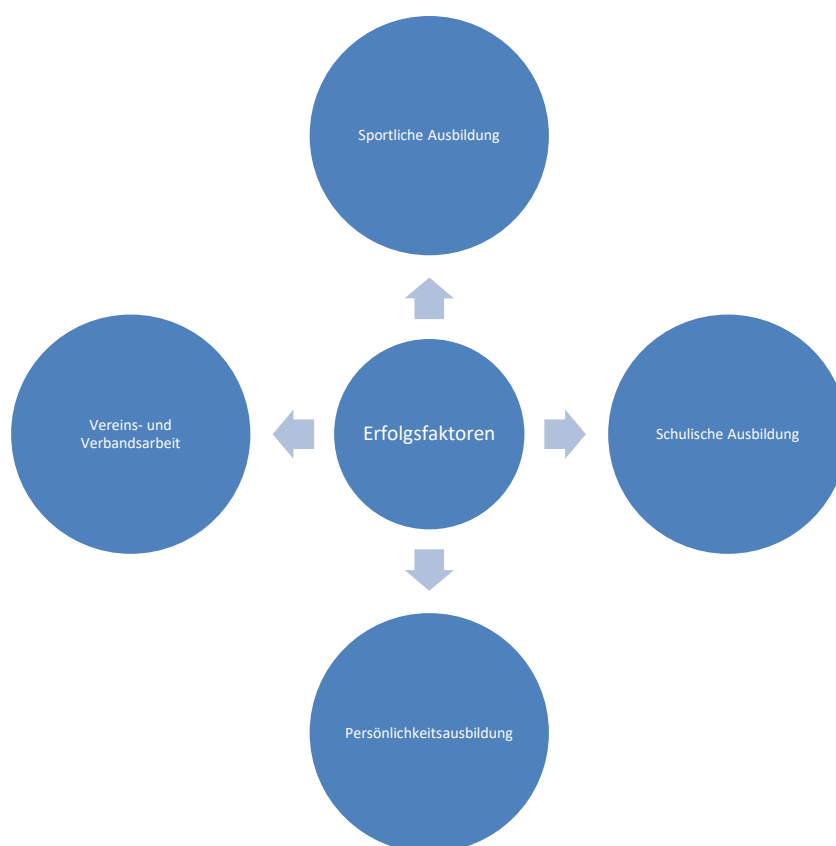 Sportliche Ausbildung
Vereins- und
Verbandsarbeit
Erfolgsfaktoren
Schulische Ausbildung
Persönlichkeitsausbildung